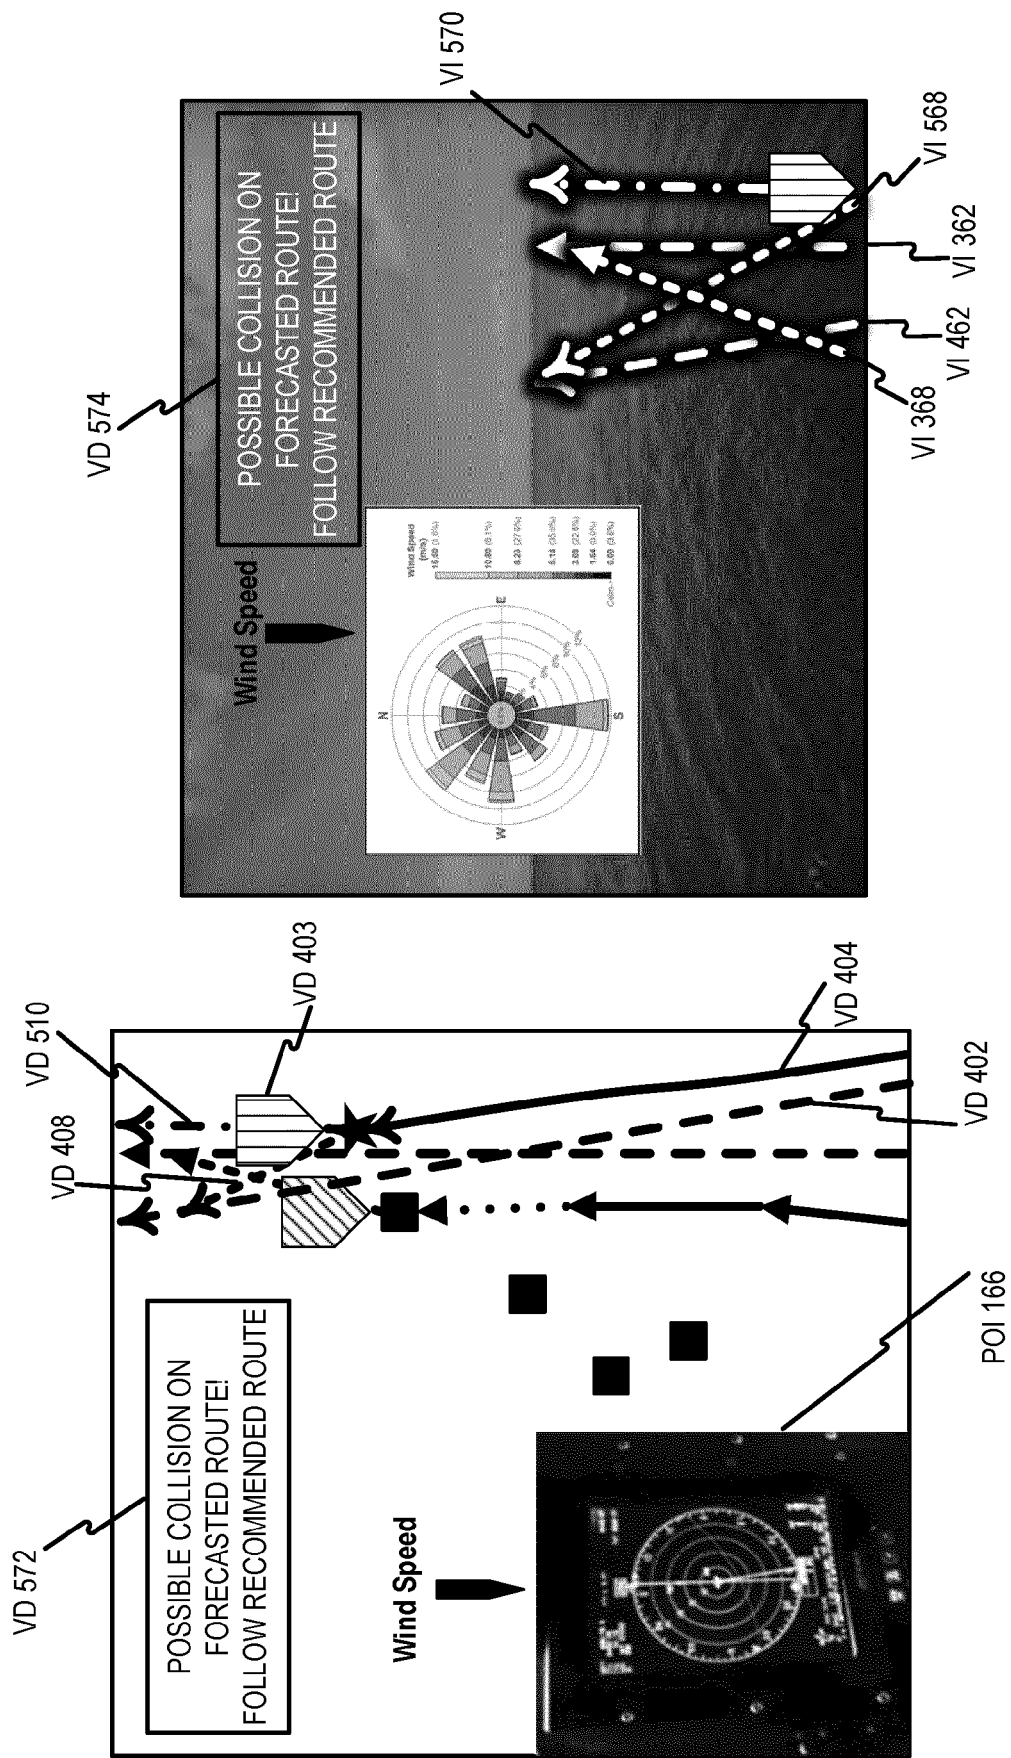 VD 572
POSSIBLE COLLISION ON
FORECASTED ROUTE!
FOLLOW RECOMMENDED ROUTE
Wind Speed
VD 408
VD 510
VD 403
VD 404
VD 402
POI 166
VD 574
POSSIBLE COLLISION ON
FORECASTED ROUTE!
FOLLOW RECOMMENDED ROUTE
Wind Speed
N
E
S
W
Wind Speed
(m/s)
VI 570
VI 568
VI 362
VI 462
VI 368